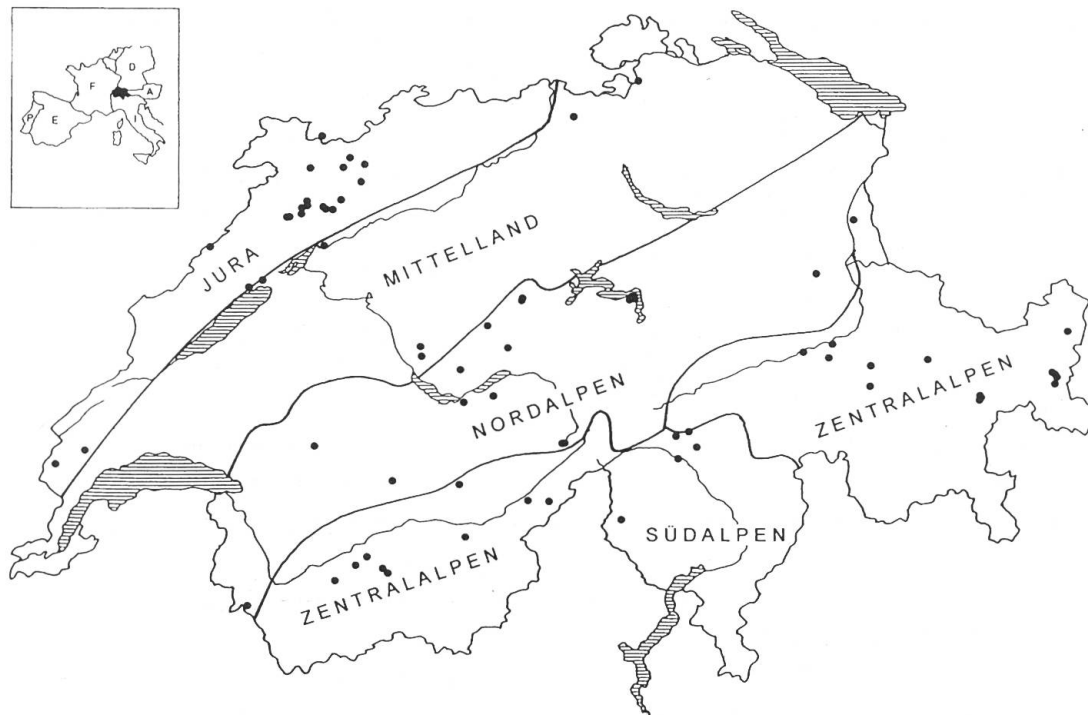 D
F
A
P
E
I
JURA
MITTELLAND
NORDALPEN
ZENTRALALPEN
SÜDALPEN
ZENTRALALPEN